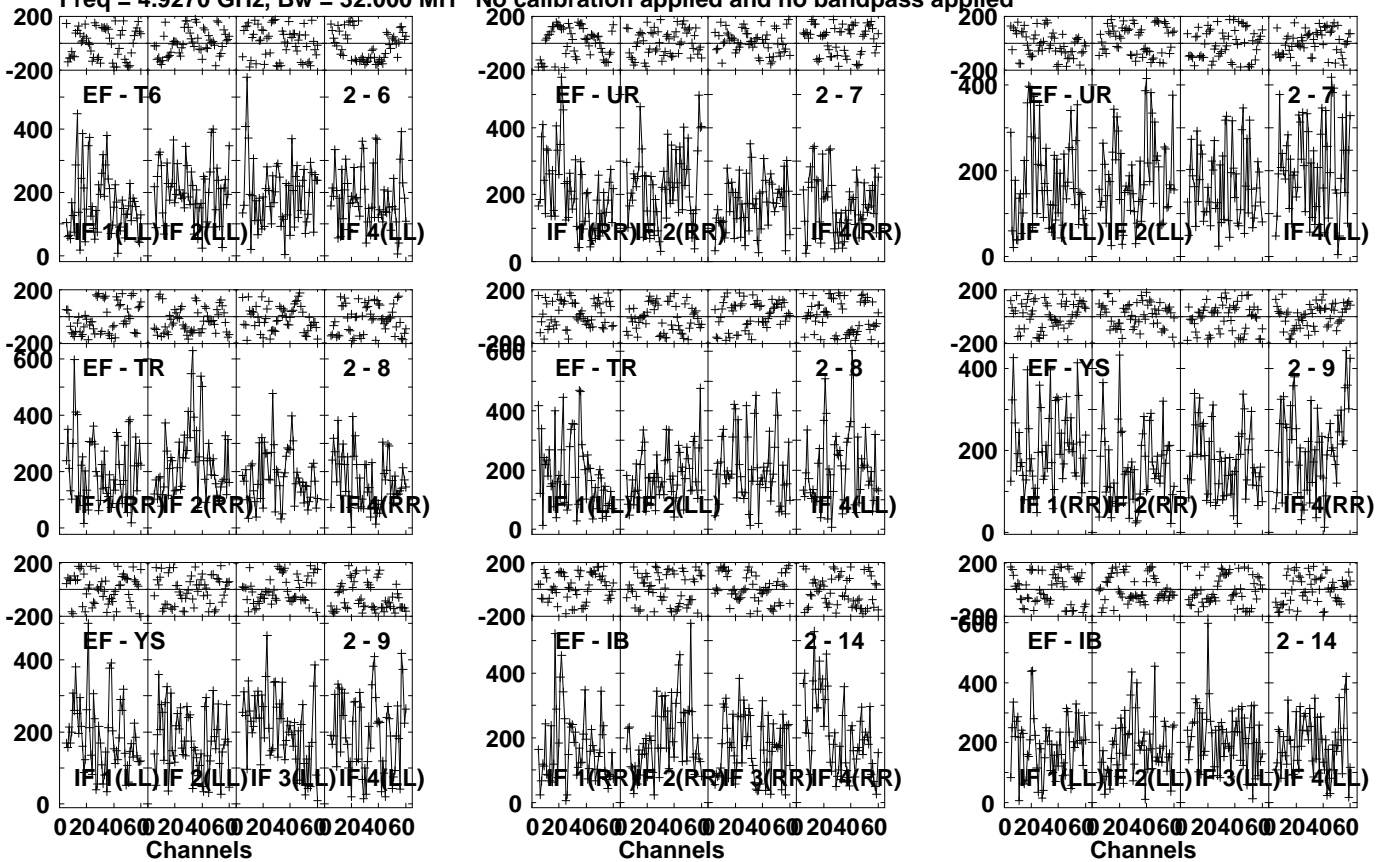 Freq = 4.9270 GHz, Bw = 32.000 MH No calibration applied and no bandpass applied
200
-200
EF - T6 2 - 6
400
200
0
IF 1(LL) IF 2(LL) IF 4(LL)
200
-200
EF - UR 2 - 7
400
200
0
IF 1(RR) IF 2(RR) IF 4(RR)
200
-200
400
EF - UR 2 - 7
200
0
IF 1(LL) IF 2(LL) IF 4(LL)
200
-200
600
EF - TR 2 - 8
400
200
0
IF 1(RR) IF 2(RR) IF 4(RR)
200
-200
600
EF - TR 2 - 8
400
200
0
IF 1(LL) IF 2(LL) IF 4(LL)
200
-200
400
EF - YS 2 - 9
200
0
IF 1(RR) IF 2(RR) IF 4(RR)
200
-200
EF - YS 2 - 9
400
200
0
IF 1(LL) IF 2(LL) IF 3(LL) IF 4(LL)
0 20 40 60 0 20 40 60 0 20 40 60 0 20 40 60
Channels
200
-200
EF - IB 2 - 14
400
200
0
IF 1(RR) IF 2(RR) IF 3(RR) IF 4(RR)
0 20 40 60 0 20 40 60 0 20 40 60 0 20 40 60
Channels
200
-200
600
EF - IB 2 - 14
400
200
0
IF 1(LL) IF 2(LL) IF 3(LL) IF 4(LL)
0 20 40 60 0 20 40 60 0 20 40 60 0 20 40 60
Channels